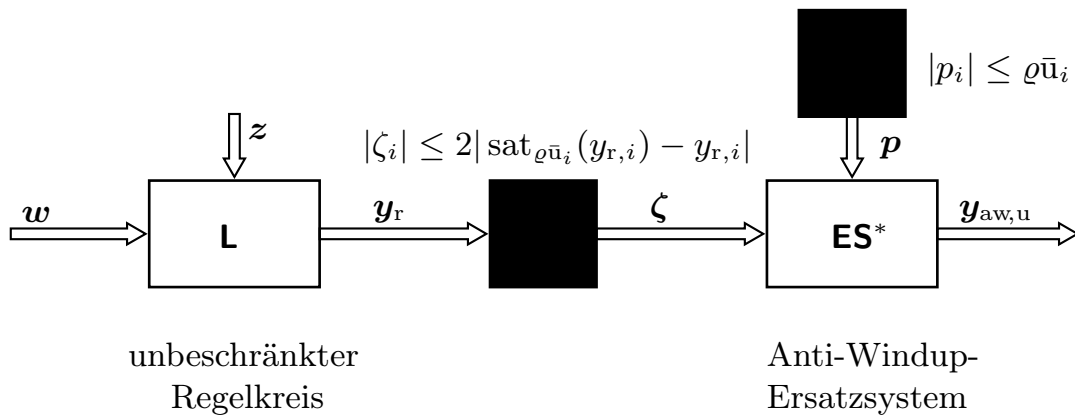 |p_i| ≤ ϱū_i
z
|ζ_i| ≤ 2| sat_{ϱū_i}(y_{r,i}) − y_{r,i}|
p
w
L
y_r
ζ
ES*
y_{aw,u}
unbeschränkter
Regelkreis
Anti-Windup-
Ersatzsystem